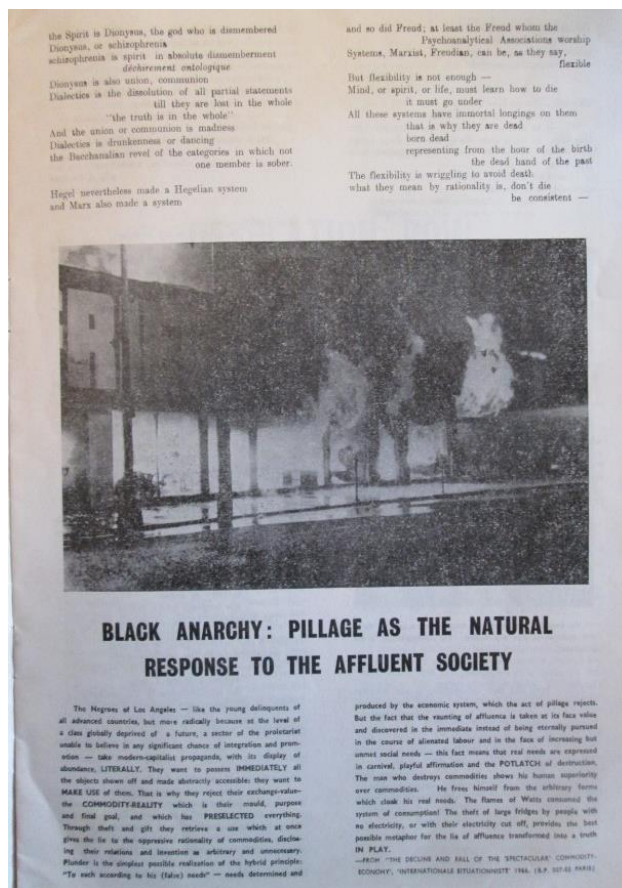 the Spirit is Dionysus, the god who is dismembered
Dionysus, or schizophrenia
schizophrenia is spirit in absolute dismemberment
déchirement ontologique
Dionysus is also union, communion
Dialectics is the dissolution of all partial statements
till they are lost in the whole
"the truth is in the whole"
And the union or communion is madness
Dialectics is drunkenness or dancing
the Bacchanalian revel of the categories in which not
one member is sober.
Hegel nevertheless made a Hegelian system
and Marx also made a system
and so did Freud; at least the Freud whom the
Psychoanalytical Associations worship
Systems, Marxist, Freudian, can be, as they say,
flexible
But flexibility is not enough —
Mind, or spirit, or life, must learn how to die
it must go under
All these systems have immortal longings on them
that is why they are dead
born dead
representing from the hour of the birth
the dead hand of the past
The flexibility is wriggling to avoid death.
what they mean by rationality is, don't die
be consistent —
BLACK ANARCHY: PILLAGE AS THE NATURAL
RESPONSE TO THE AFFLUENT SOCIETY
The Negroes of Los Angeles — like the young delinquents of
all advanced countries, but more radically because at the level of
a class globally deprived of a future, a sector of the proletariat
unable to believe in any significant chance of integration and prom-
otion — take modern-capitalist propaganda, with its display of
abundance, LITERALLY. They want to possess IMMEDIATELY all
the objects shown off and made abstractly accessible; they want to
MAKE USE of them. That is why they reject their exchange-value-
the COMMODITY-REALITY which is their mould, purpose
and final goal, and which has PRESELECTED everything.
Through theft and gift they retrieve a use which at once
gives the lie to the oppressive rationality of commodities, disclos-
ing their relations and invention as arbitrary and unnecessary.
Plunder is the simplest possible realization of the hybrid principle:
"To each according to his (false) needs" — needs determined and
produced by the economic system, which the act of pillage rejects.
But the fact that the vaunting of affluence is taken at its face value
and discovered in the immediate instead of being eternally pursued
in the course of alienated labour and in the face of increasing but
unmet social needs — this fact means that real needs are expressed
in carnival, playful affirmation and the POTLATCH of destruction.
The man who destroys commodities shows his human superiority
over commodities. He frees himself from the arbitrary forms
which cloak his real needs. The flames of Watts consumed the
system of consumption! The theft of large fridges by people with
no electricity, or with their electricity cut off, provides the best
possible metaphor for the lie of affluence transformed into a truth
IN PLAY.
—FROM "THE DECLINE AND FALL OF THE SPECTACULAR COMMODITY-
ECONOMY", 'INTERNATIONALE SITUATIONNISTE' 1966. (B.P. 307-03 PARIS)